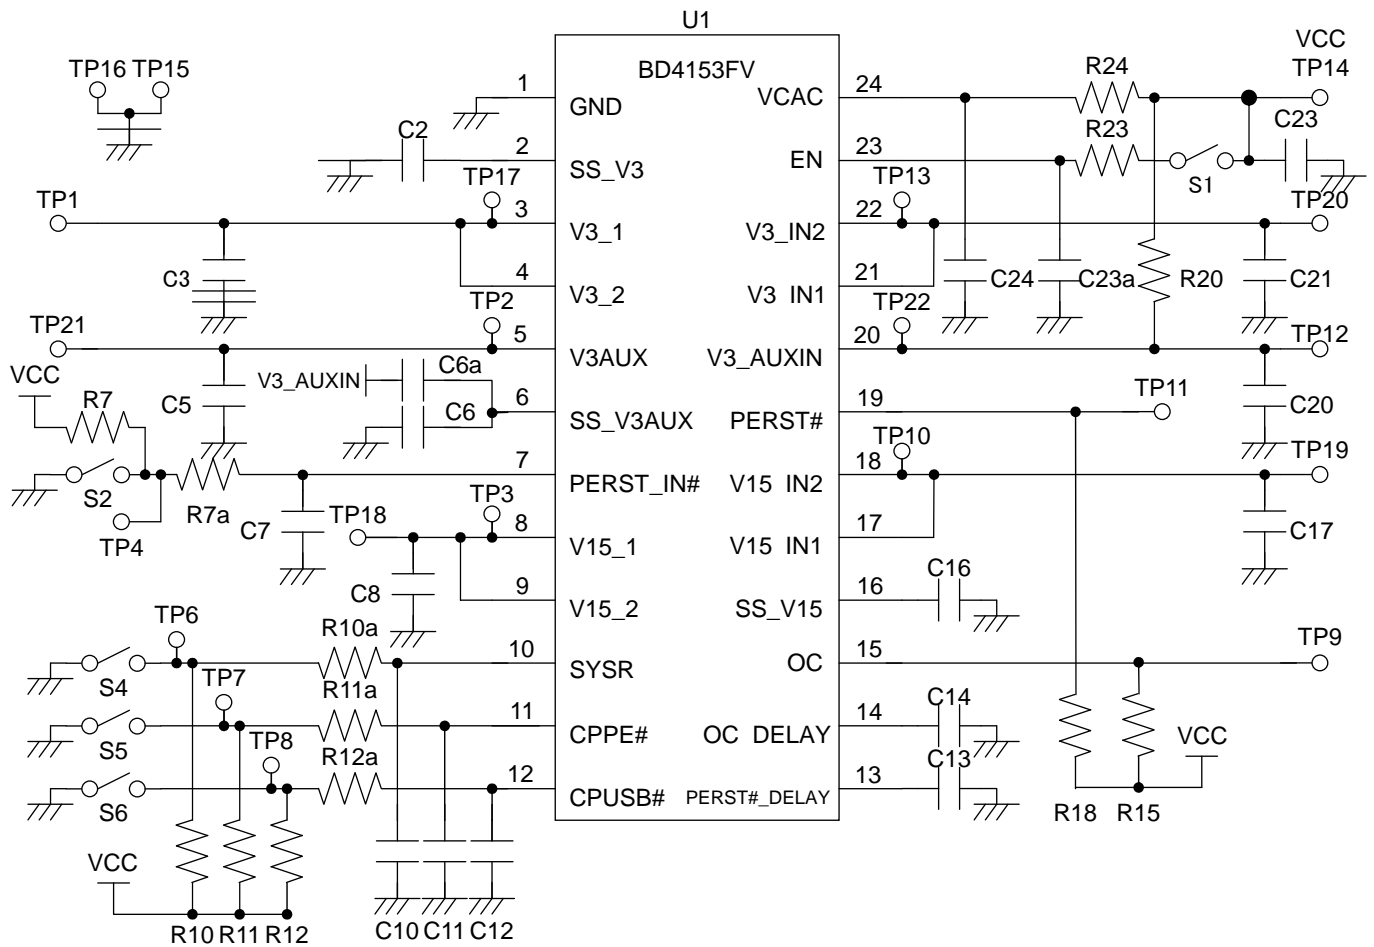 U1
BD4153FV
VCC
TP16 TP15
TP14
R24
1
GND
VCAC
24
C2
R23
C23
2
SS_V3
EN
23
S1
TP1
TP17
TP13
TP20
3
V3_1
V3_IN2
22
C3
4
V3_2
V3 IN1
21
C24
C23a
R20
C21
TP21
TP2
TP22
TP12
5
V3AUX
V3_AUXIN
20
VCC
V3_AUXIN
C6a
C5
TP11
R7
C6
6
SS_V3AUX
PERST#
19
C20
TP10
TP19
7
PERST_IN#
V15 IN2
18
S2
R7a
C7
TP18
TP3
TP4
8
V15_1
V15 IN1
17
C17
C8
C16
9
V15_2
SS_V15
16
TP6
R10a
TP9
10
SYSR
OC
15
S4
TP7
R11a
C14
11
CPPE#
OC DELAY
14
S5
TP8
R12a
C13
VCC
12
CPUSB#
PERST#_DELAY
13
S6
R18 R15
VCC
R10 R11 R12
C10 C11 C12